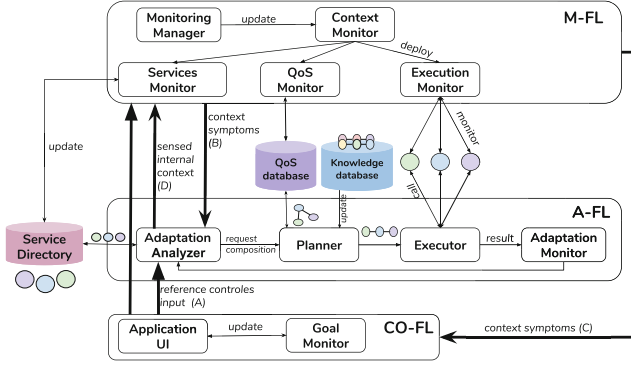 Monitoring
Manager
update
Context
Monitor
M-FL
deploy
Services
Monitor
QoS
Monitor
Execution
Monitor
update
sensed
internal
context
(D)
context
symptoms
(B)
QoS
database
Knowledge
database
monitor
call
update
A-FL
Service
Directory
Adaptation
Analyzer
request
composition
Planner
Executor
result
Adaptation
Monitor
reference controles
input (A)
Application
UI
update
Goal
Monitor
CO-FL
context symptoms (C)